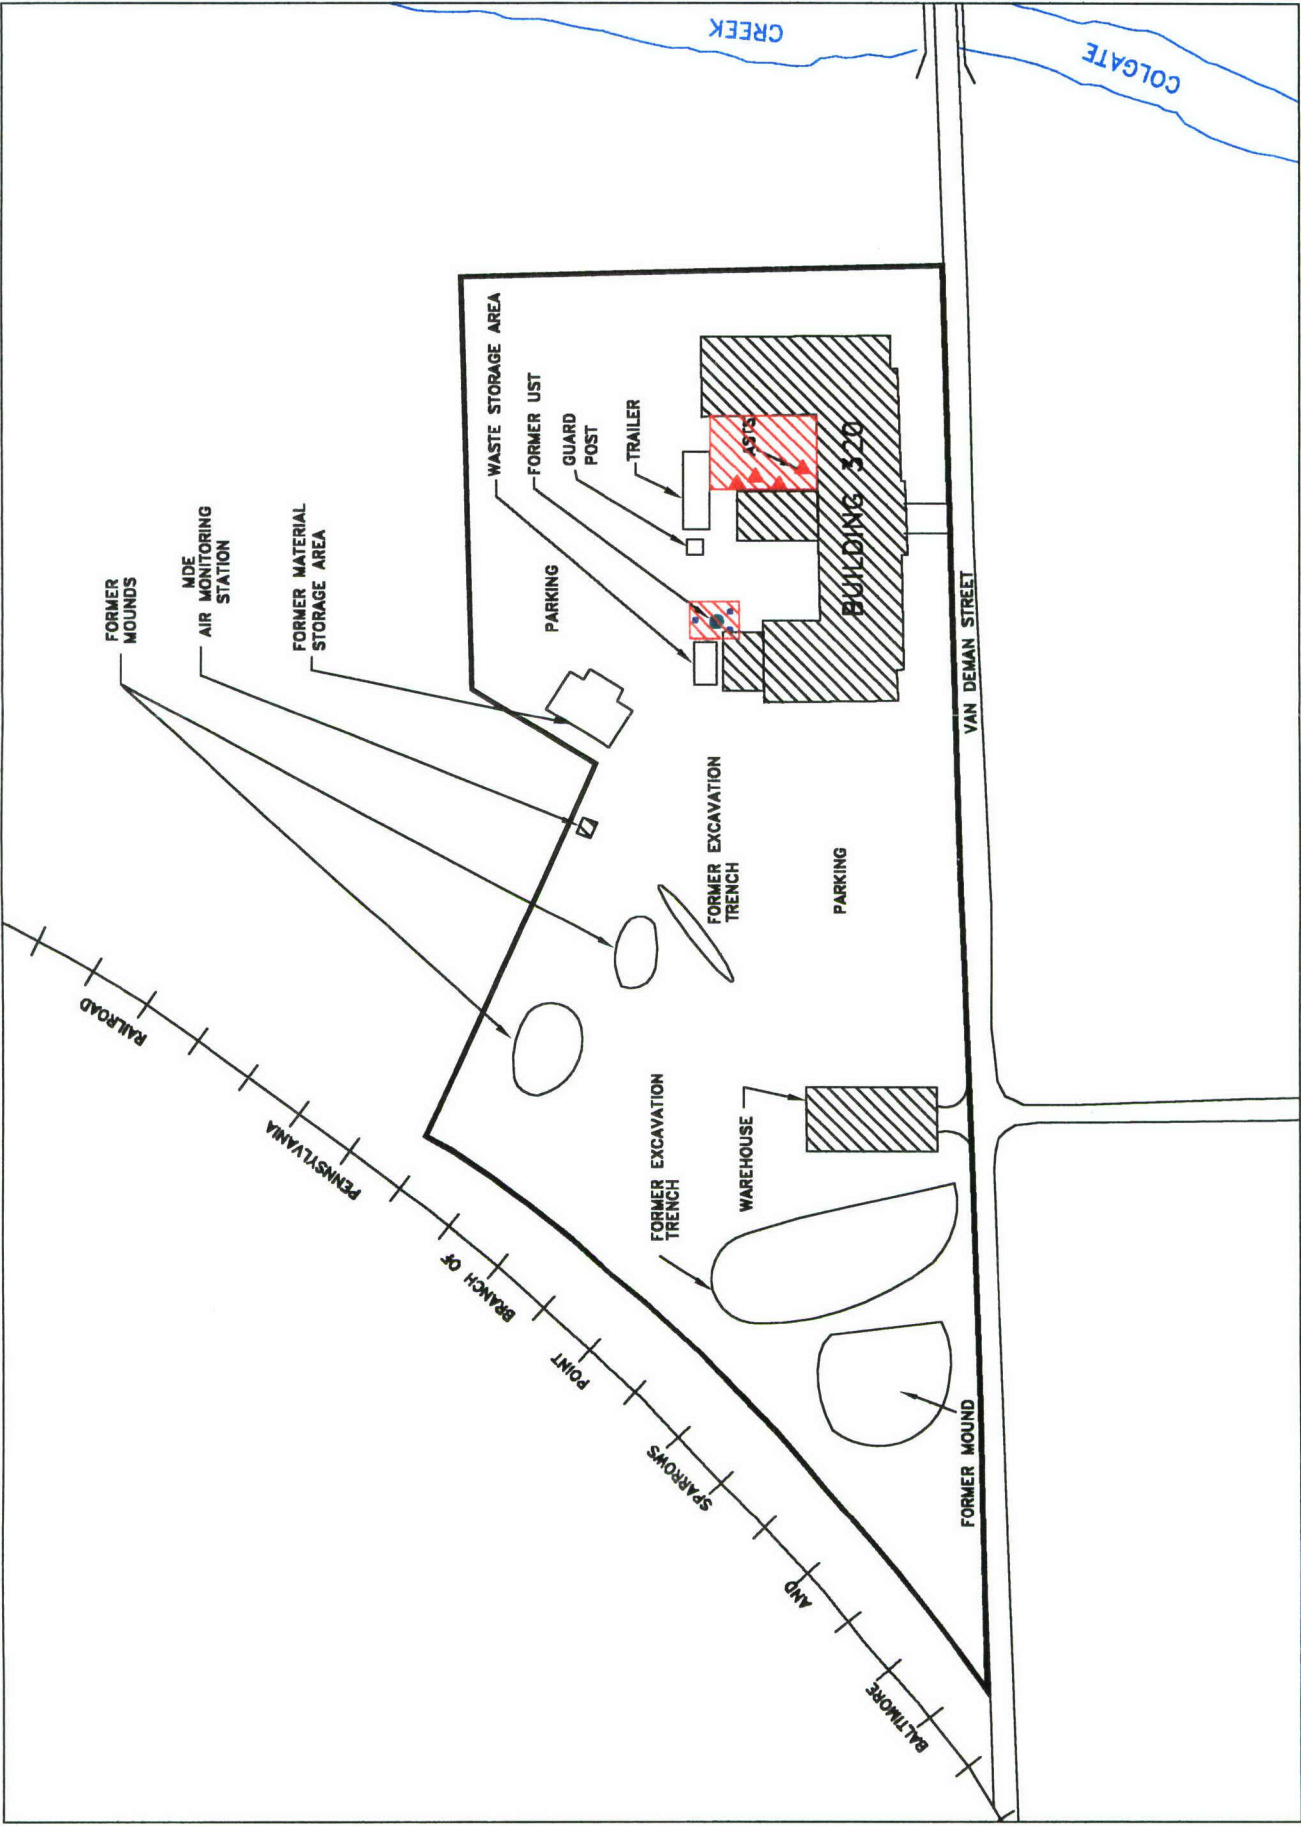 CREEK
COLGATE
WASTE STORAGE AREA
FORMER UST
GUARD
POST
TRAILER
ASTS
BUILDING 320
FORMER
MOUNDS
MDE
AIR MONITORING
STATION
FORMER MATERIAL
STORAGE AREA
PARKING
VAN DEMAN STREET
FORMER EXCAVATION
TRENCH
PARKING
FORMER EXCAVATION
TRENCH
WAREHOUSE
FORMER MOUND
BALTIMORE
AND
SPARROWS
POINT
BRANCH OF
PENNSYLVANIA
RAILROAD